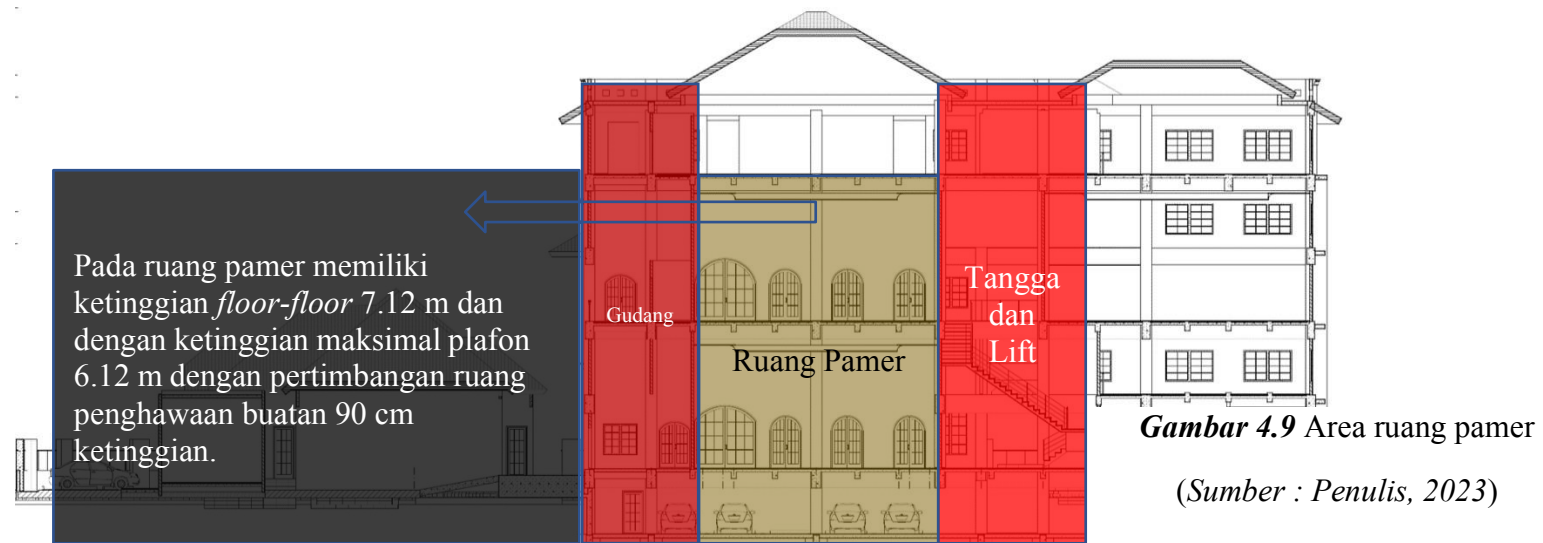 Pada ruang pamer memiliki
ketinggian floor-floor 7.12 m dan
dengan ketinggian maksimal plafon
6.12 m dengan pertimbangan ruang
penghawaan buatan 90 cm
ketinggian.
Gudang
Ruang Pamer
Tangga
dan
Lift
Gambar 4.9 Area ruang pamer
(Sumber : Penulis, 2023)